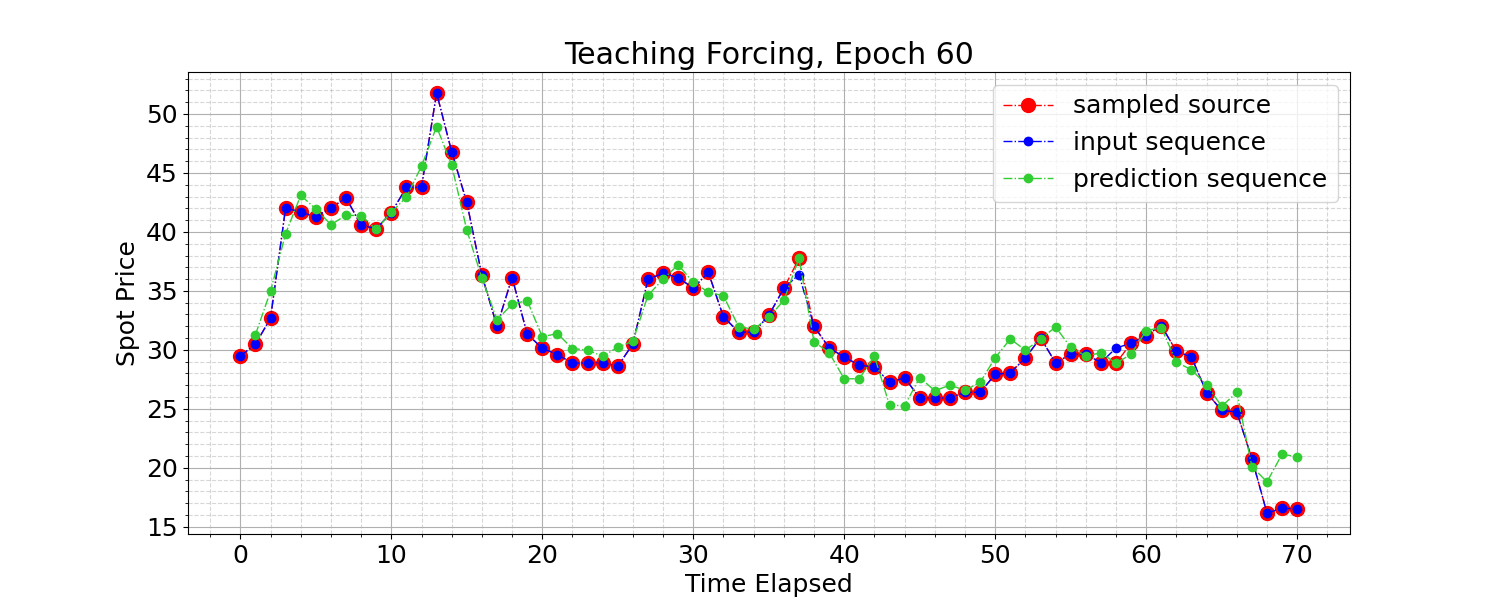 Teaching Forcing, Epoch 60
sampled source
input sequence
prediction sequence
Spot Price
50
45
40
35
30
25
20
15
0 10 20 30 40 50 60 70
Time Elapsed